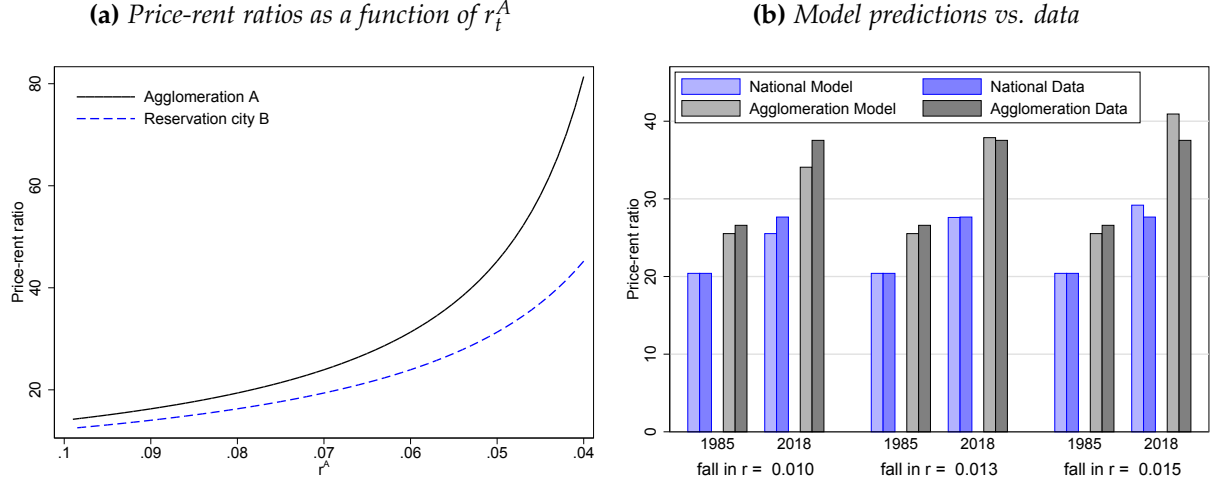 (a) Price-rent ratios as a function of r_t^A
Price-rent ratio
80
60
40
20
Agglomeration A
Reservation city B
.1 .09 .08 .07 .06 .05 .04
r^A
(b) Model predictions vs. data
Price-rent ratio
40
30
20
10
0
National Model National Data
Agglomeration Model Agglomeration Data
1985 2018 1985 2018 1985 2018
fall in r = 0.010 fall in r = 0.013 fall in r = 0.015